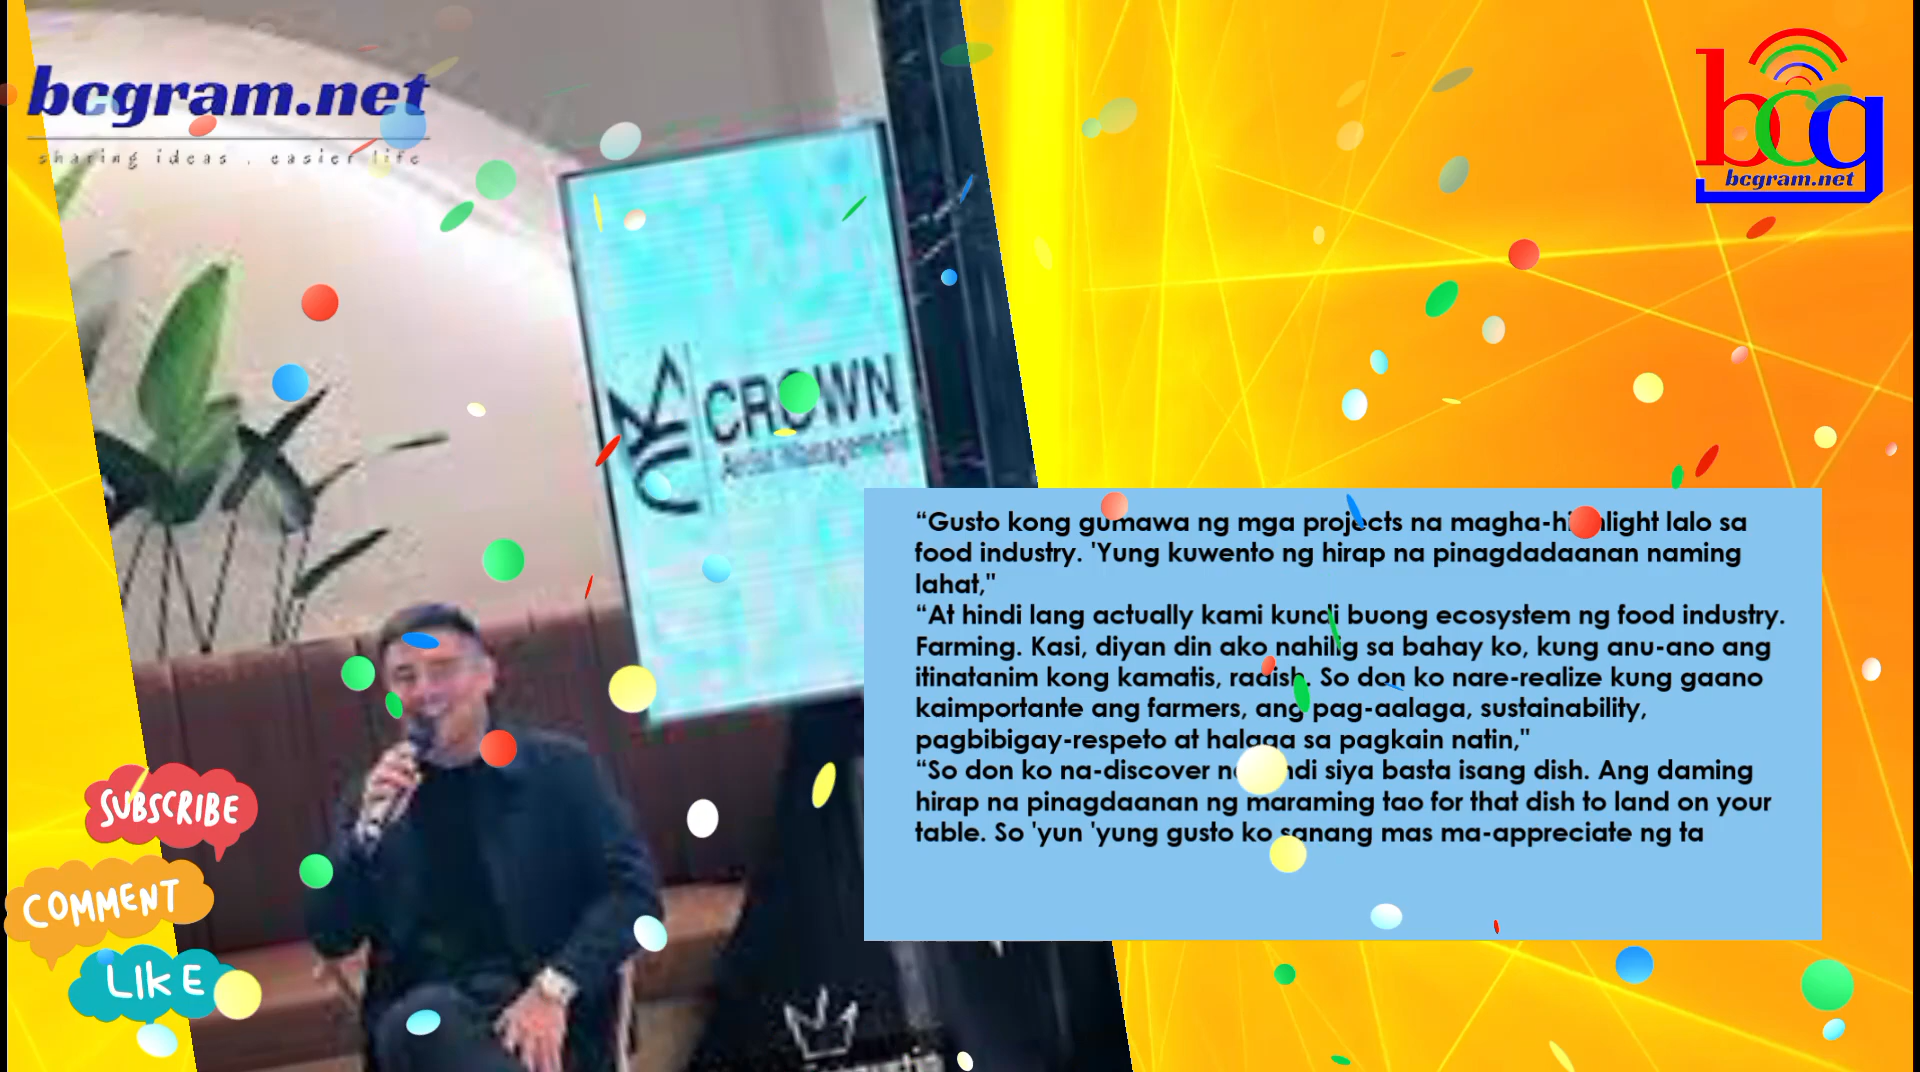 bcgram.net
sharing ideas . easier life
bcg
bcgram.net
CROWN
Artist Management
“Gusto kong gumawa ng mga projects na magha-highlight lalo sa
food industry. 'Yung kuwento ng hirap na pinagdadaanan naming
lahat,"
“At hindi lang actually kami kundi buong ecosystem ng food industry.
Farming. Kasi, diyan din ako nahilig sa bahay ko, kung anu-ano ang
itinatanim kong kamatis, radish. So don ko nare-realize kung gaano
kaimportante ang farmers, ang pag-aalaga, sustainability,
pagbibigay-respeto at halaga sa pagkain natin,"
“So don ko na-discover na hindi siya basta isang dish. Ang daming
hirap na pinagdaanan ng maraming tao for that dish to land on your
table. So 'yun 'yung gusto ko sanang mas ma-appreciate ng ta
SUBSCRIBE
COMMENT
LIKE